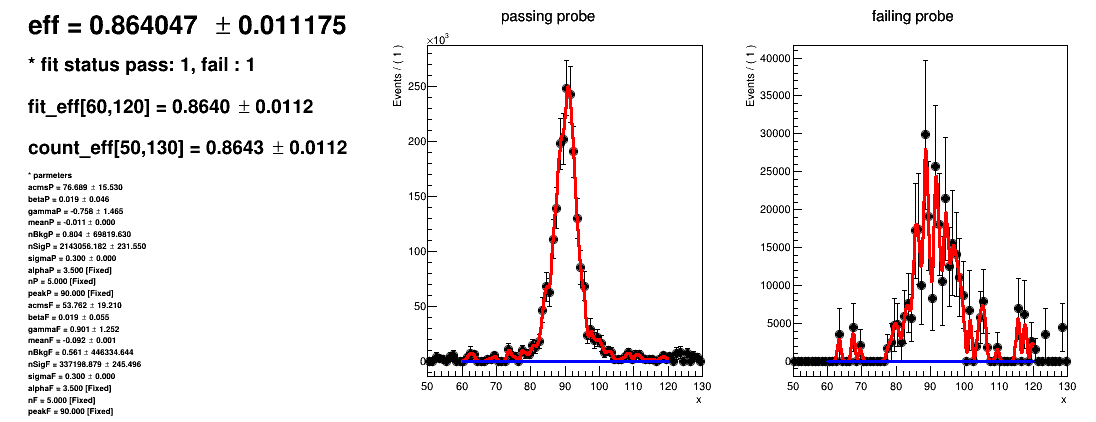 eff = 0.864047 ± 0.011175
* fit status pass: 1, fail : 1
fit_eff[60,120] = 0.8640 ± 0.0112
count_eff[50,130] = 0.8643 ± 0.0112
* parmeters
acmsP = 76.689 ± 15.530
betaP = 0.019 ± 0.046
gammaP = -0.758 ± 1.465
meanP = -0.011 ± 0.000
nBkgP = 0.804 ± 69819.630
nSigP = 2143056.182 ± 231.550
sigmaP = 0.300 ± 0.000
alphaP = 3.500 [Fixed]
nP = 5.000 [Fixed]
peakP = 90.000 [Fixed]
acmsF = 53.762 ± 19.210
betaF = 0.019 ± 0.055
gammaF = 0.901 ± 1.252
meanF = -0.092 ± 0.001
nBkgF = 0.561 ± 446334.644
nSigF = 337198.879 ± 245.496
sigmaF = 0.300 ± 0.000
alphaF = 3.500 [Fixed]
nF = 5.000 [Fixed]
peakF = 90.000 [Fixed]
passing probe
×10³
Events / ( 1 )
250
200
150
100
50
0
50 60 70 80 90 100 110 120 130
x
failing probe
Events / ( 1 )
40000
35000
30000
25000
20000
15000
10000
5000
0
50 60 70 80 90 100 110 120 130
x